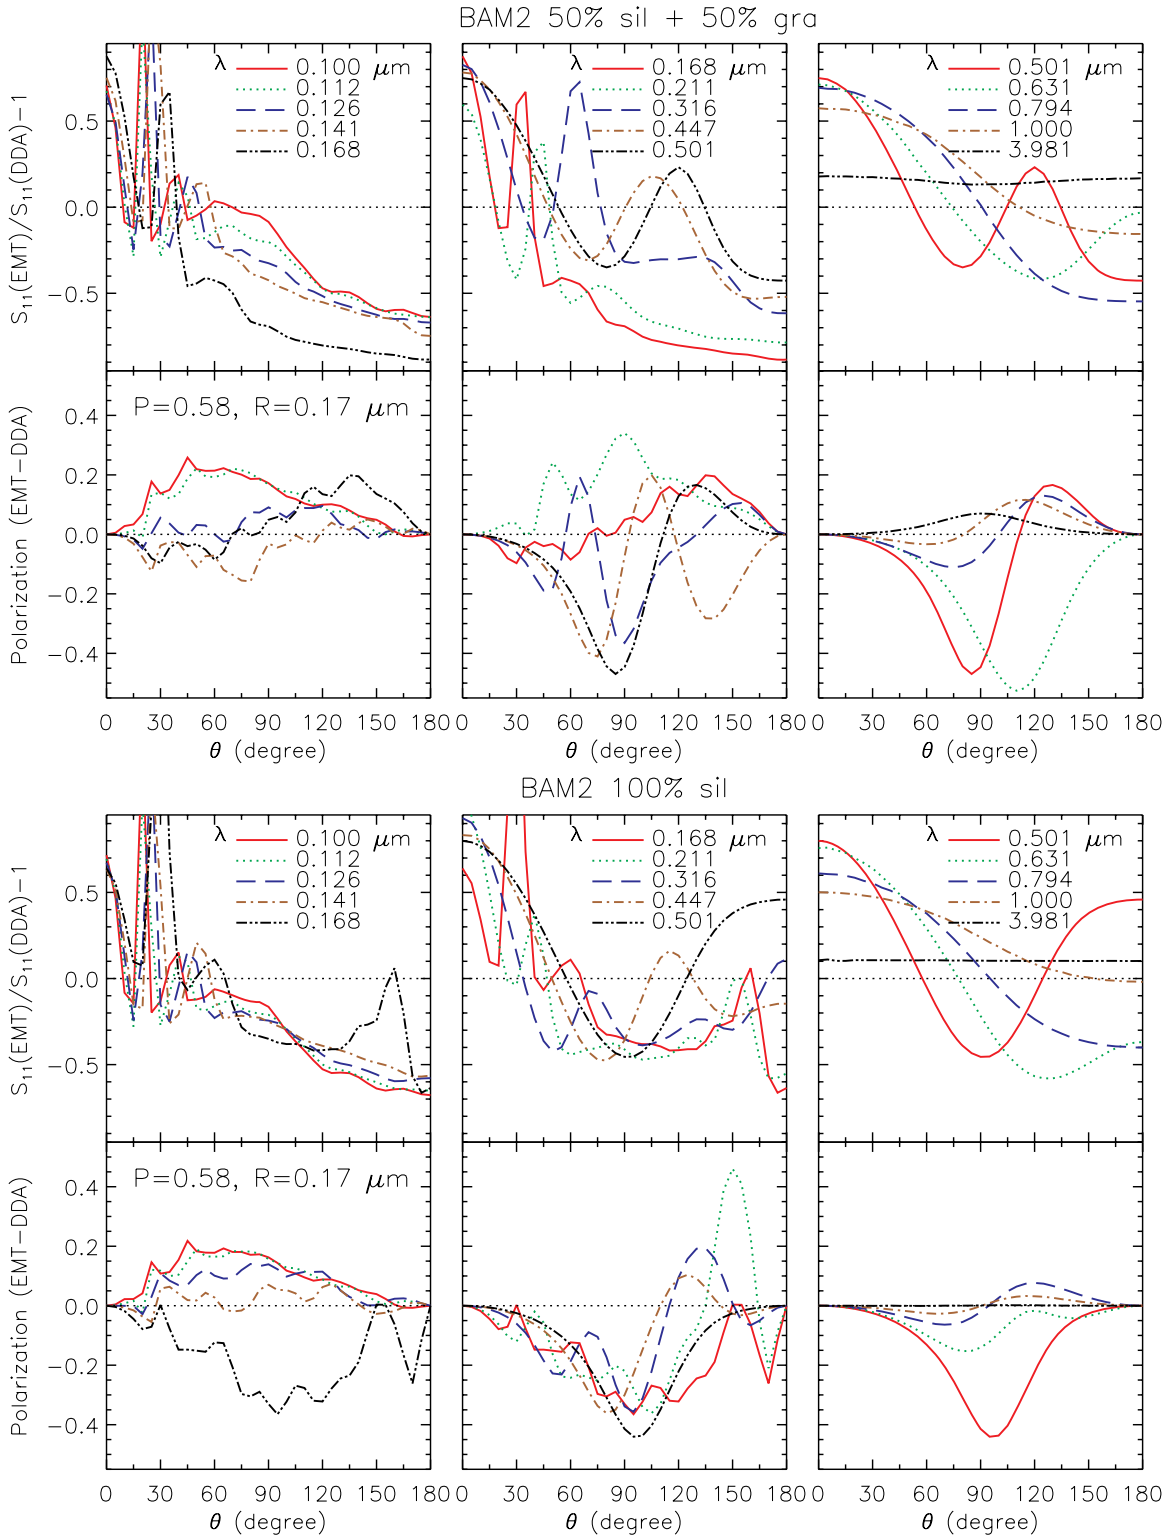 BAM2 50% sil + 50% gra
S11(EMT)/S11(DDA)−1
0.5
0.0
−0.5
λ 0.100 μm
0.112
0.126
0.141
0.168
λ 0.168 μm
0.211
0.316
0.447
0.501
λ 0.501 μm
0.631
0.794
1.000
3.981
Polarization (EMT−DDA)
0.4
0.2
0.0
−0.2
−0.4
P=0.58, R=0.17 μm
0 30 60 90 120 150 180
0 30 60 90 120 150 180
0 30 60 90 120 150 180
θ (degree)
θ (degree)
θ (degree)
BAM2 100% sil
S11(EMT)/S11(DDA)−1
0.5
0.0
−0.5
λ 0.100 μm
0.112
0.126
0.141
0.168
λ 0.168 μm
0.211
0.316
0.447
0.501
λ 0.501 μm
0.631
0.794
1.000
3.981
Polarization (EMT−DDA)
0.4
0.2
0.0
−0.2
−0.4
P=0.58, R=0.17 μm
0 30 60 90 120 150 180
0 30 60 90 120 150 180
0 30 60 90 120 150 180
θ (degree)
θ (degree)
θ (degree)